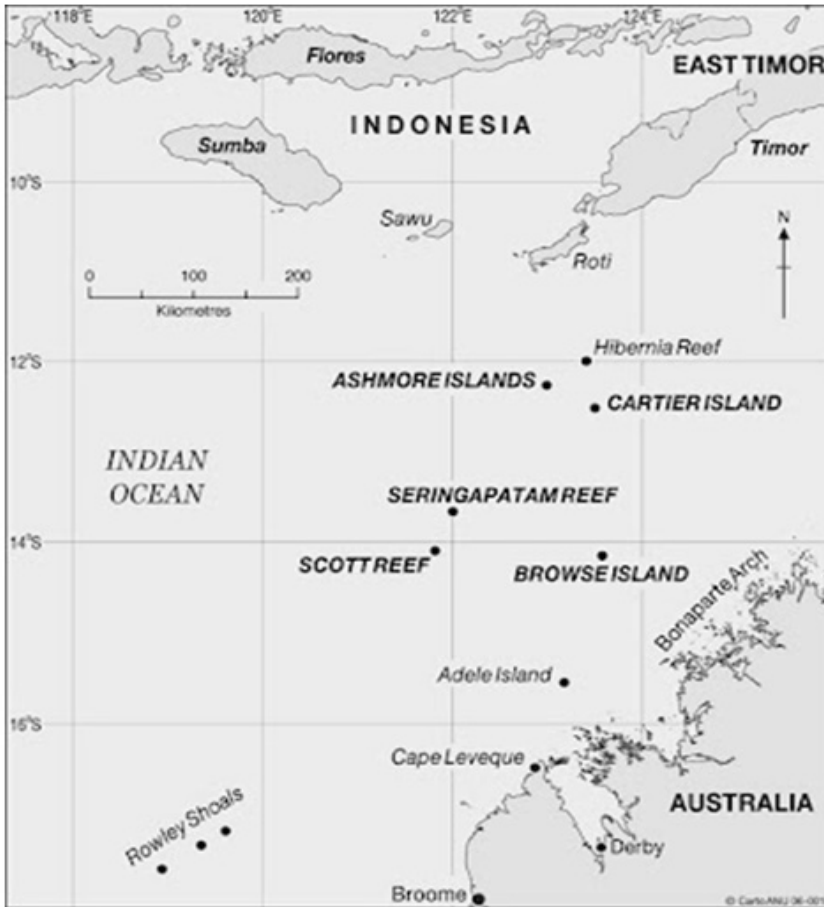 118°E 120°E 122°E 124°E
Flores
EAST TIMOR
INDONESIA
Sumba
Timor
10°S
Sawu
N
Roti
0 100 200
Kilometres
Hibernia Reef
12°S
ASHMORE ISLANDS
CARTIER ISLAND
INDIAN
OCEAN
SERINGAPATAM REEF
14°S
SCOTT REEF
BROWSE ISLAND
Bonaparte Arch
Adele Island
16°S
Cape Leveque
Rowley Shoals
AUSTRALIA
Derby
Broome
© CartoANU 06-001